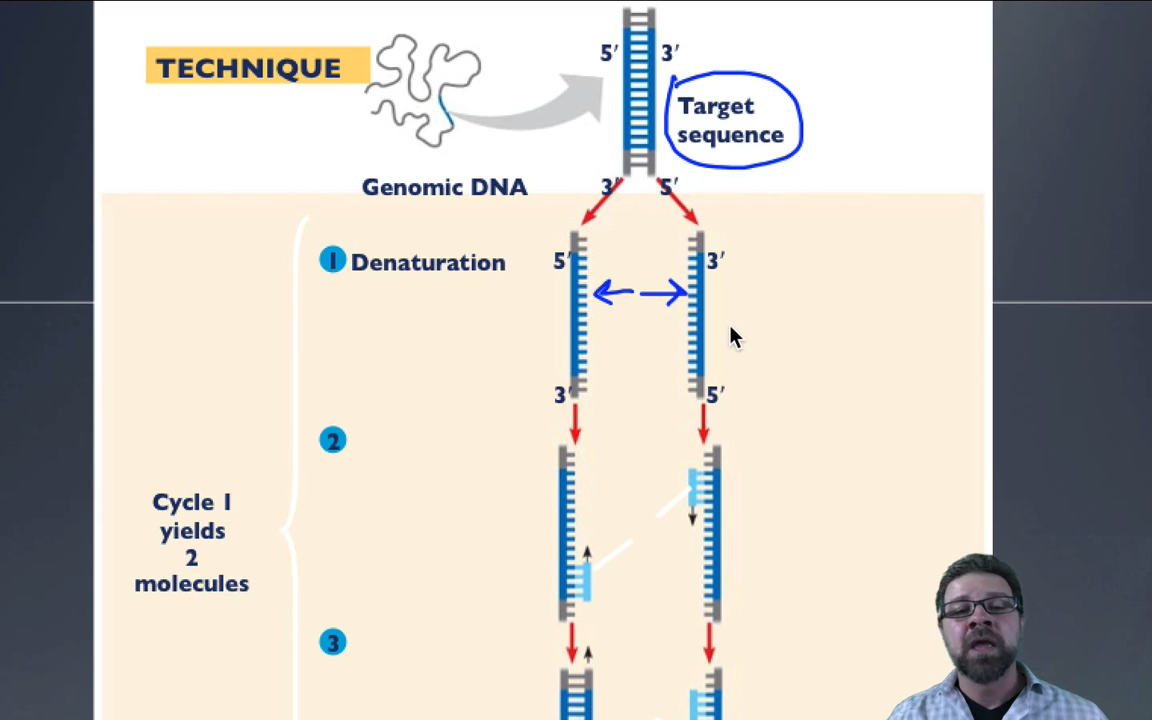 TECHNIQUE
5′ 3′
Target
sequence
Genomic DNA
3′ 5′
1 Denaturation
5′ 3′
3′ 5′
2
Cycle 1
yields
2
molecules
3